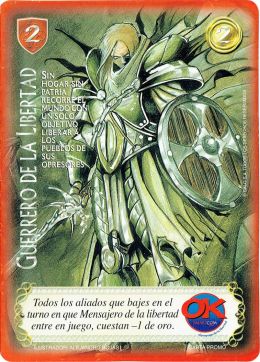 2
2
GUERRERO DE LA LIBERTAD
SIN
HOGAR, SIN
PATRIA
RECORRE EL
MUNDO CON
UN SOLO
OBJETIVO
LIBERAR A
LOS
PUEBLOS DE
SUS
OPRESORES
Todos los aliados que bajes en el
turno en que Mensajero de la libertad
entre en juego, cuestan –1 de oro.
OK
CARTA PROMO